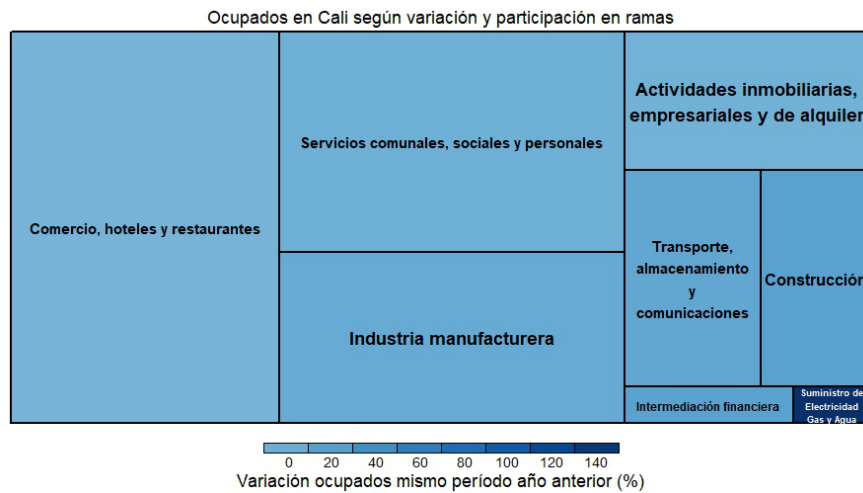 Ocupados en Cali según variación y participación en ramas
Comercio, hoteles y restaurantes
Servicios comunales, sociales y personales
Industria manufacturera
Actividades inmobiliarias,
empresariales y de alquiler
Transporte,
almacenamiento
y
comunicaciones
Construcción
Intermediación financiera
Suministro de
Electricidad
Gas y Agua
0 20 40 60 80 100 120 140
Variación ocupados mismo período año anterior (%)